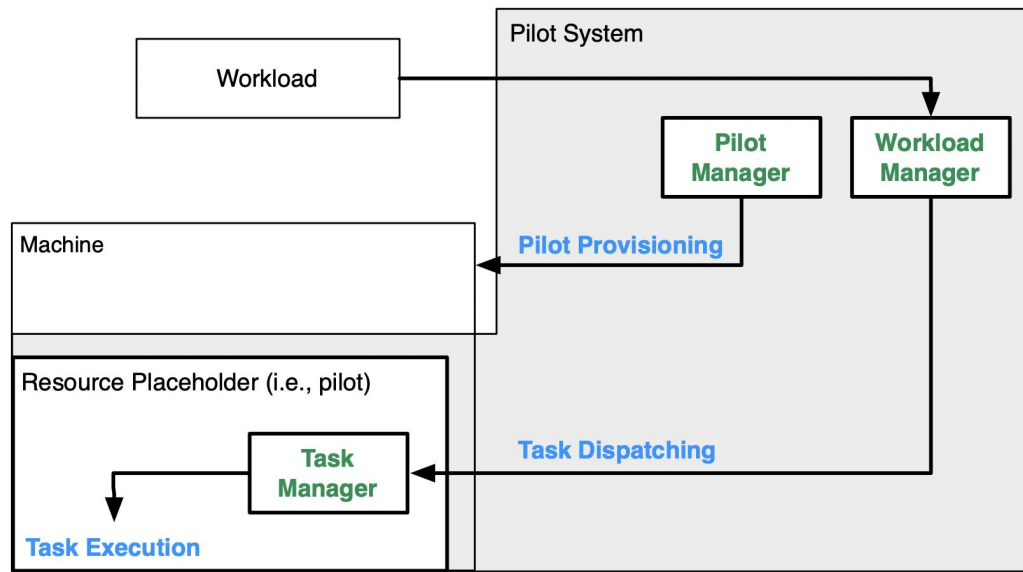 Pilot System
Workload
Pilot
Manager
Workload
Manager
Machine
Pilot Provisioning
Resource Placeholder (i.e., pilot)
Task
Manager
Task Dispatching
Task Execution